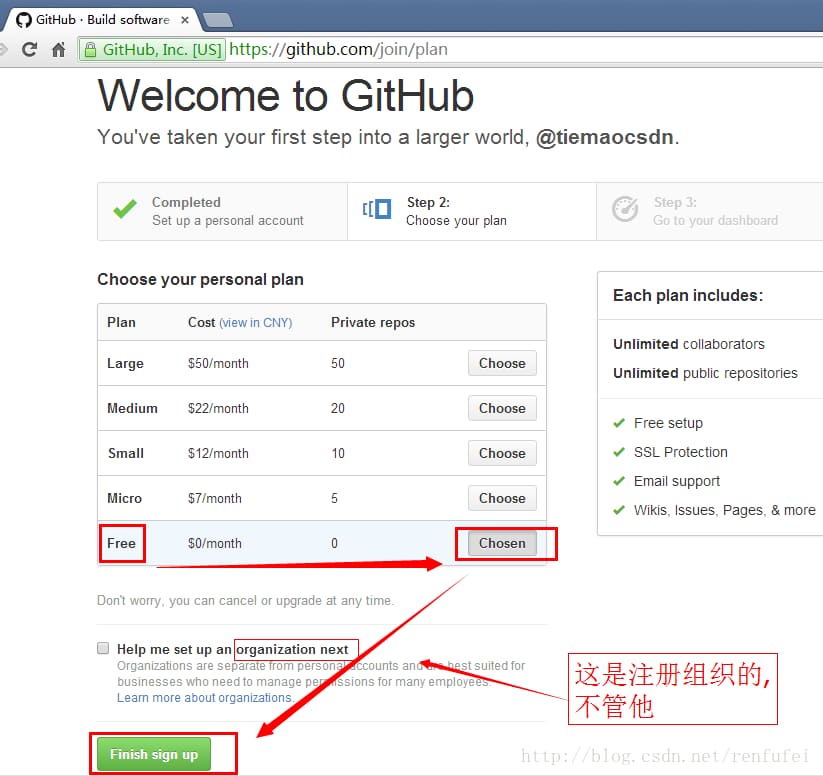 GitHub · Build software
GitHub, Inc. [US] https://github.com/join/plan
Welcome to GitHub
You've taken your first step into a larger world, @tiemaocsdn.
Completed
Set up a personal account
Step 2:
Choose your plan
Step 3:
Go to your dashboard
Choose your personal plan
Plan Cost (view in CNY) Private repos
Large $50/month 50 Choose
Medium $22/month 20 Choose
Small $12/month 10 Choose
Micro $7/month 5 Choose
Free $0/month 0 Chosen
Don't worry, you can cancel or upgrade at any time.
Each plan includes:
Unlimited collaborators
Unlimited public repositories
Free setup
SSL Protection
Email support
Wikis, Issues, Pages, & more
Help me set up an organization next
Organizations are separate from personal accounts and are best suited for
businesses who need to manage permissions for many employees.
Learn more about organizations.
这是注册组织的,
不管他
Finish sign up
http://blog.csdn.net/renfufei